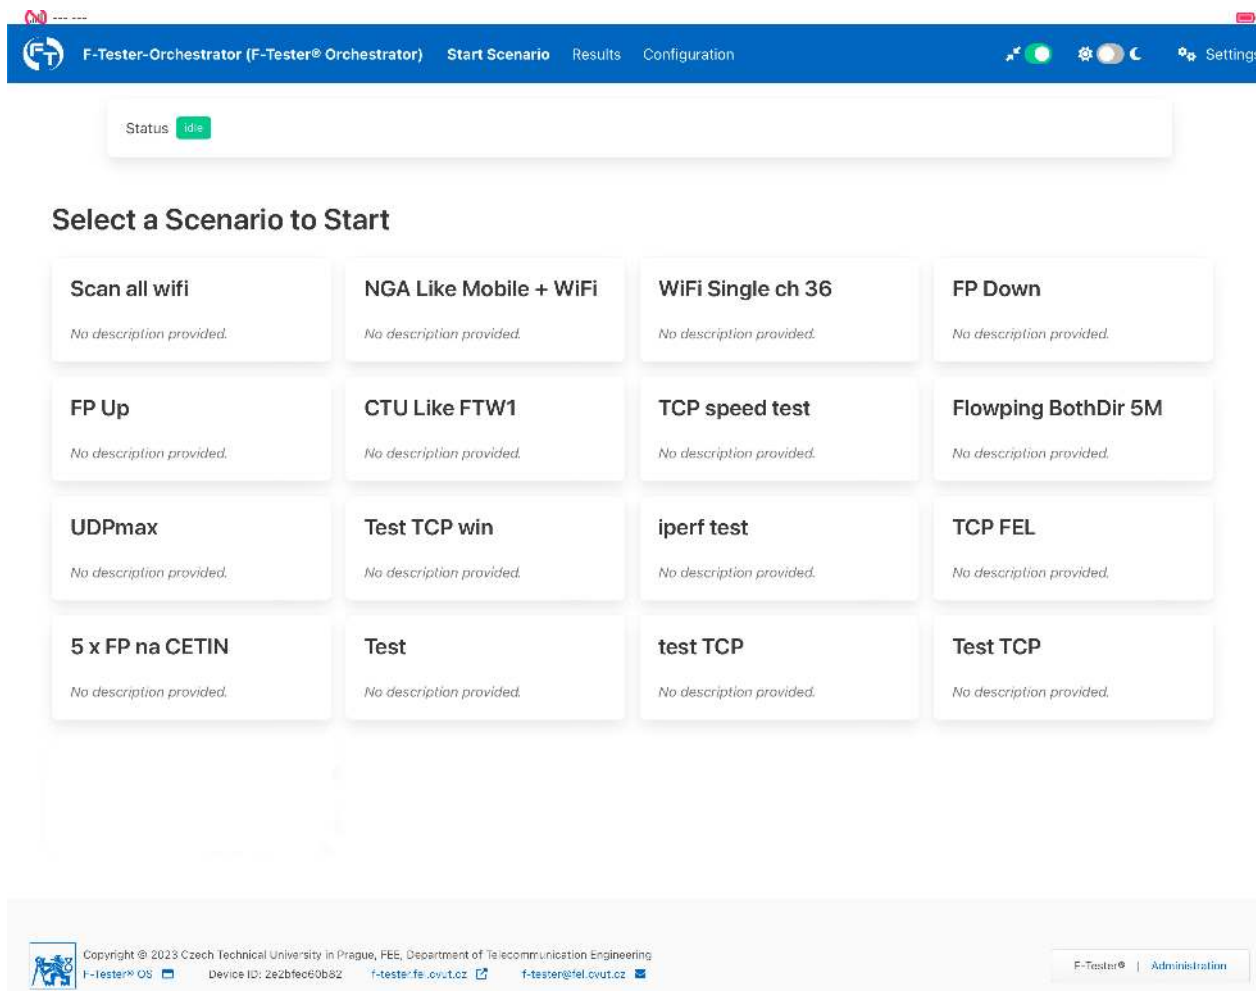 --- ---
F-Tester-Orchestrator (F-Tester® Orchestrator) Start Scenario Results Configuration Settings
Status idle
Select a Scenario to Start
Scan all wifi NGA Like Mobile + WiFi WiFi Single ch 36 FP Down
No description provided. No description provided. No description provided. No description provided.
FP Up CTU Like FTW1 TCP speed test Flowping BothDir 5M
No description provided. No description provided. No description provided. No description provided.
UDPmax Test TCP win iperf test TCP FEL
No description provided. No description provided. No description provided. No description provided.
5 x FP na CETIN Test test TCP Test TCP
No description provided. No description provided. No description provided. No description provided.
Copyright © 2023 Czech Technical University in Prague, FEE, Department of Telecommunication Engineering
F-Tester® OS Device ID: 2e2bfec60b82 f-tester.fel.cvut.cz f-tester@fel.cvut.cz
F-Tester® | Administration